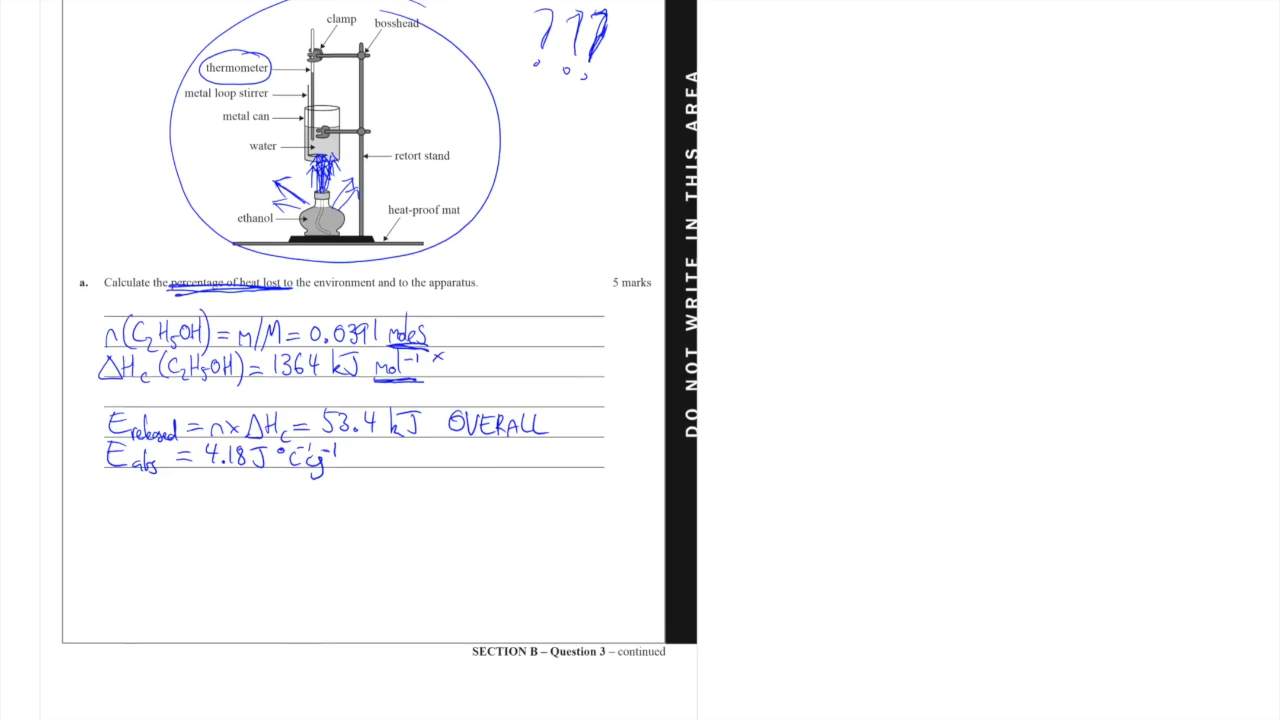 clamp
bosshead
???
thermometer
metal loop stirrer
metal can
water
retort stand
ethanol
heat-proof mat
a. Calculate the percentage of heat lost to the environment and to the apparatus. 5 marks
n(C₂H₅OH) = m/M = 0.0391 moles
ΔHc (C₂H₅OH) = 1364 kJ mol⁻¹ ×
E released = n × ΔHc = 53.4 kJ OVERALL
E abs = 4.18 J °C⁻¹ g⁻¹
SECTION B – Question 3 – continued
DO NOT WRITE IN THIS AREA